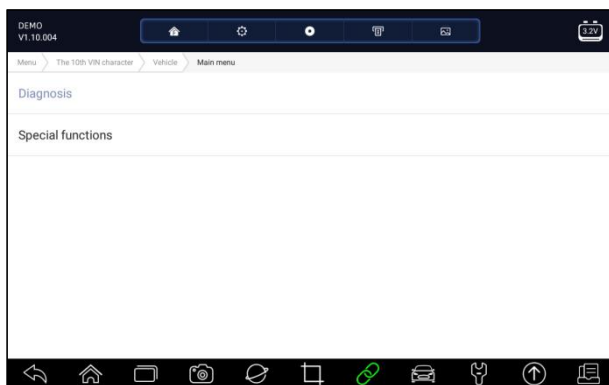 DEMO
V1.10.004
3.2V
Menu The 10th VIN character Vehicle Main menu
Diagnosis
Special functions